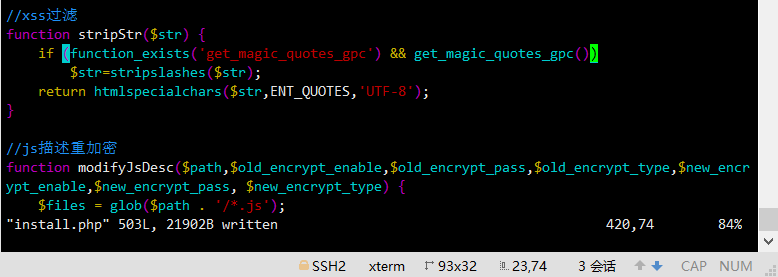 //xss过滤
function stripStr($str) {
    if (function_exists('get_magic_quotes_gpc') && get_magic_quotes_gpc())
        $str=stripslashes($str);
    return htmlspecialchars($str,ENT_QUOTES,'UTF-8');
}
//js描述重加密
function modifyJsDesc($path,$old_encrypt_enable,$old_encrypt_pass,$old_encrypt_type,$new_encr
ypt_enable,$new_encrypt_pass, $new_encrypt_type) {
    $files = glob($path . '/*.js');
"install.php" 503L, 21902B written 420,74 84%
SSH2 xterm 93x32 23,74 3 会话 CAP NUM